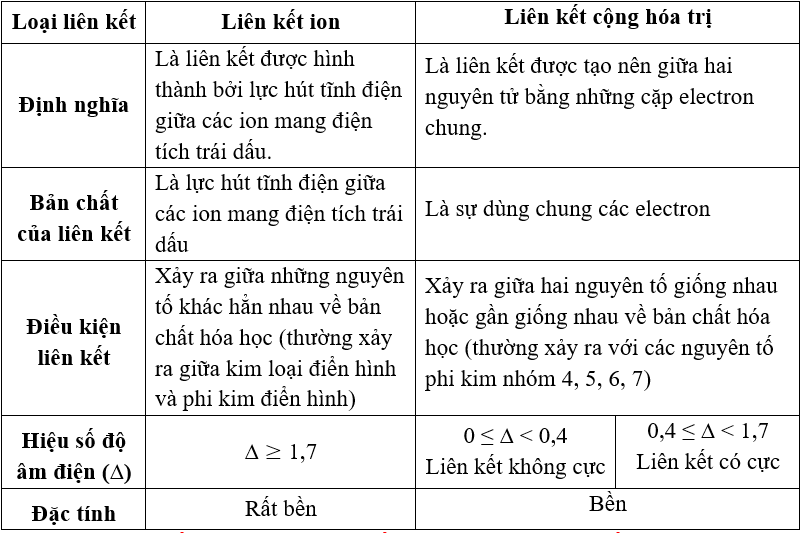 Loại liên kết
Liên kết ion
Liên kết cộng hóa trị
Định nghĩa
Là liên kết được hình
thành bởi lực hút tĩnh điện
giữa các ion mang điện
tích trái dấu.
Là liên kết được tạo nên giữa hai
nguyên tử bằng những cặp electron
chung.
Bản chất
của liên kết
Là lực hút tĩnh điện giữa
các ion mang điện tích trái
dấu
Là sự dùng chung các electron
Điều kiện
liên kết
Xảy ra giữa những nguyên
tố khác hẳn nhau về bản
chất hóa học (thường xảy
ra giữa kim loại điển hình
và phi kim điển hình)
Xảy ra giữa hai nguyên tố giống nhau
hoặc gần giống nhau về bản chất hóa
học (thường xảy ra với các nguyên tố
phi kim nhóm 4, 5, 6, 7)
Hiệu số độ
âm điện (∆)
∆ ≥ 1,7
0 ≤ ∆ < 0,4
Liên kết không cực
0,4 ≤ ∆ < 1,7
Liên kết có cực
Đặc tính
Rất bền
Bền